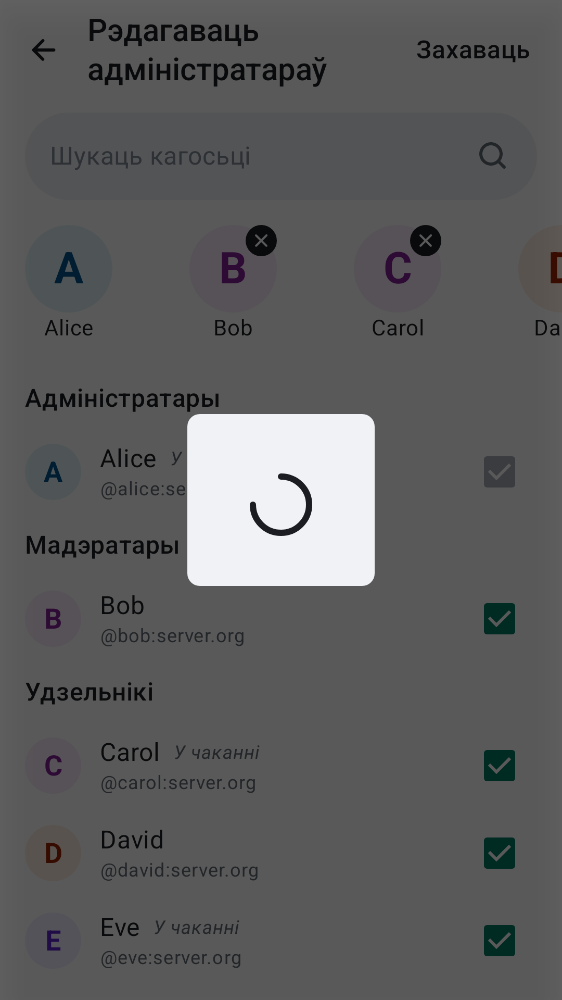 Рэдагаваць
адміністратараў
Захаваць
Шукаць кагосьці
A
B
C
Alice
Bob
Carol
Da
Адміністратары
A
Alice У
@alice:se
Мадэратары
B
Bob
@bob:server.org
Удзельнікі
C
Carol У чаканні
@carol:server.org
D
David
@david:server.org
E
Eve У чаканні
@eve:server.org